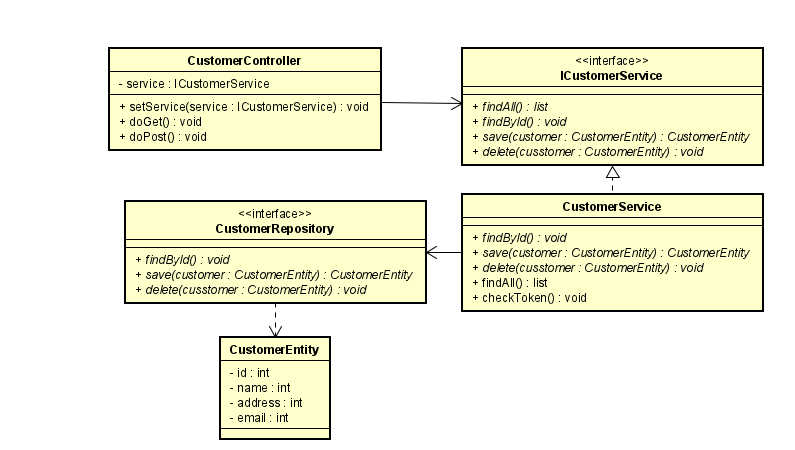 CustomerController
- service : ICustomerService
+ setService(service : ICustomerService) : void
+ doGet() : void
+ doPost() : void
<<interface>>
ICustomerService
+ findAll() : list
+ findById() : void
+ save(customer : CustomerEntity) : CustomerEntity
+ delete(cusstomer : CustomerEntity) : void
<<interface>>
CustomerRepository
+ findById() : void
+ save(customer : CustomerEntity) : CustomerEntity
+ delete(cusstomer : CustomerEntity) : void
CustomerService
+ findById() : void
+ save(customer : CustomerEntity) : CustomerEntity
+ delete(cusstomer : CustomerEntity) : void
+ findAll() : list
+ checkToken() : void
CustomerEntity
- id : int
- name : int
- address : int
- email : int